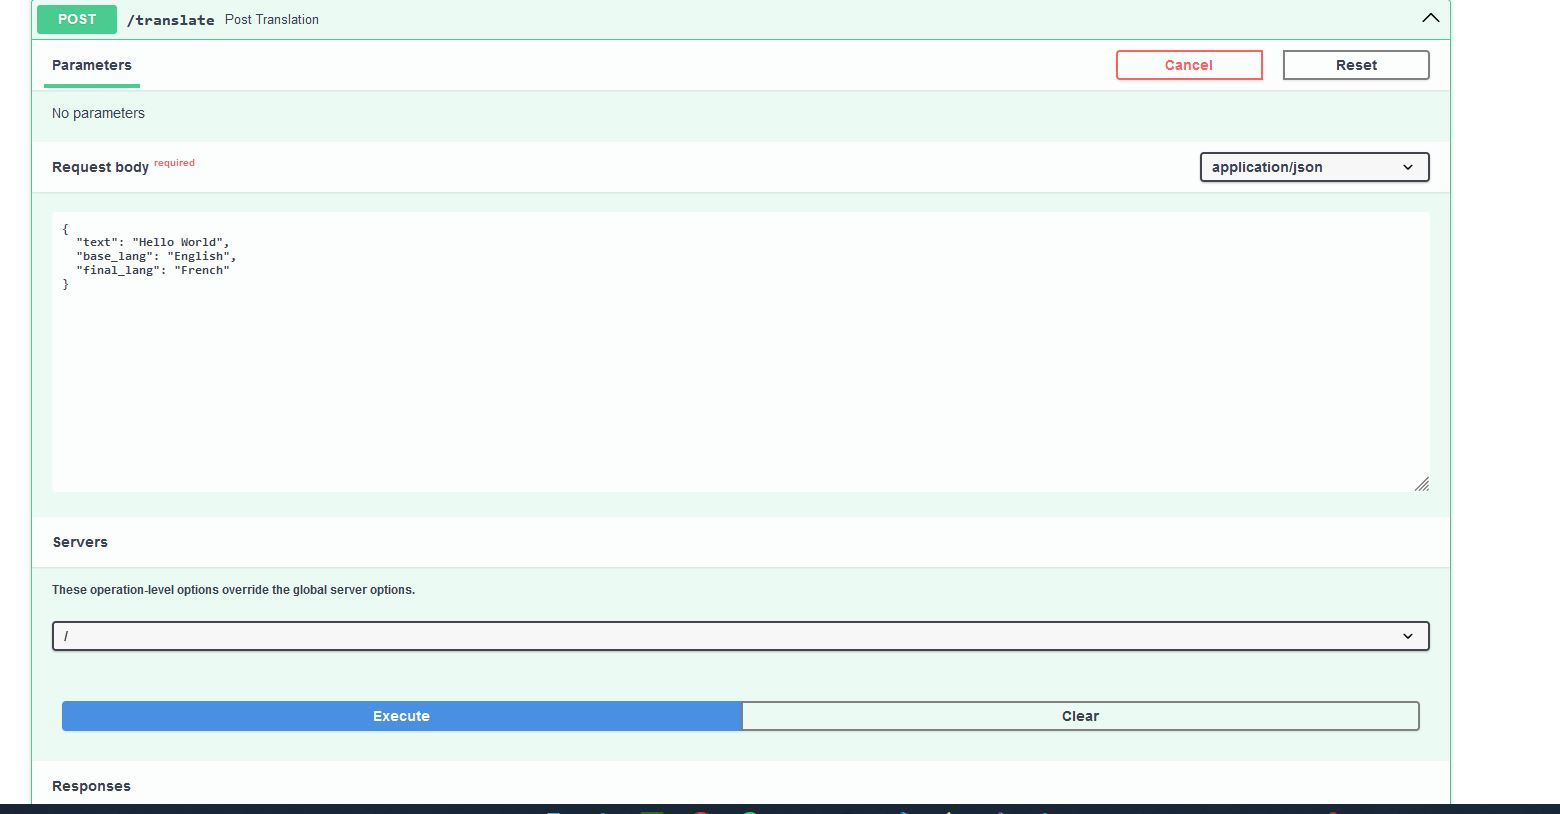 POST /translate Post Translation
Parameters
Cancel
Reset
No parameters
Request body required
application/json
{
  "text": "Hello World",
  "base_lang": "English",
  "final_lang": "French"
}
Servers
These operation-level options override the global server options.
/
Execute
Clear
Responses